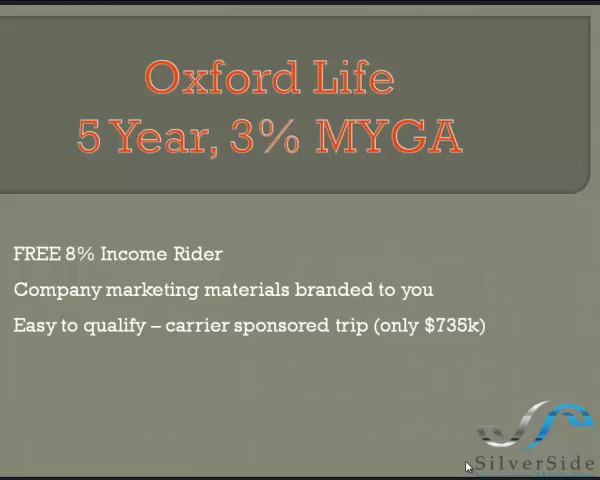 Oxford Life
5 Year, 3% MYGA
FREE 8% Income Rider
Company marketing materials branded to you
Easy to qualify – carrier sponsored trip (only $735k)
SilverSide